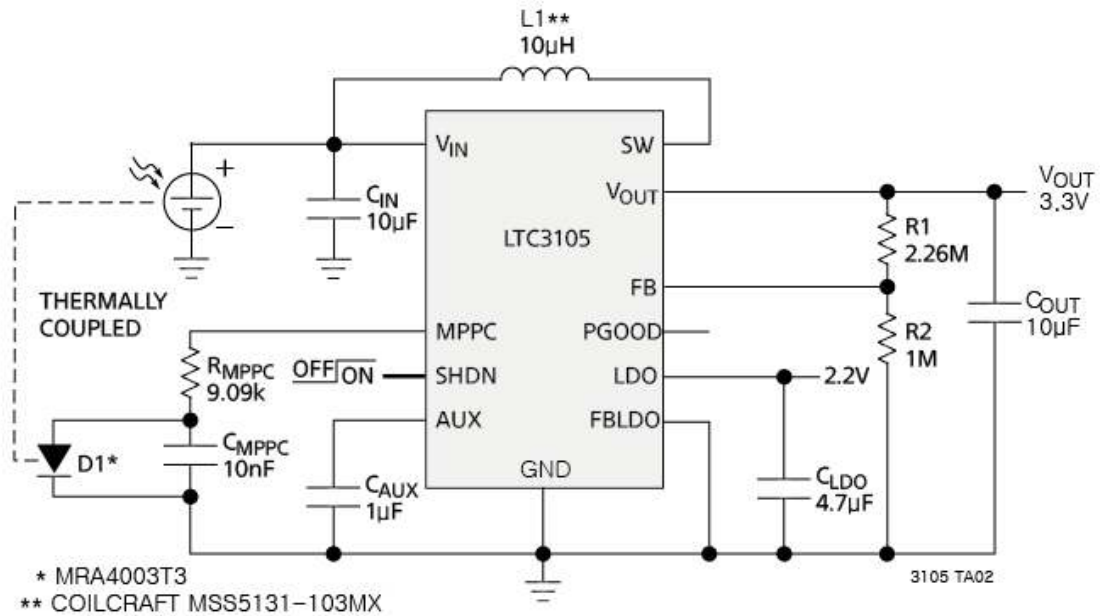 L1**
10µH
VIN
SW
VOUT
VOUT
3.3V
CIN
10µF
LTC3105
R1
2.26M
FB
COUT
10µF
THERMALLY
COUPLED
MPPC
PGOOD
R2
1M
RMPPC
9.09k
OFF ON
SHDN
LDO
2.2V
AUX
FBLDO
D1*
CMPPC
10nF
GND
CAUX
1µF
CLDO
4.7µF
* MRA4003T3
3105 TA02
** COILCRAFT MSS5131-103MX